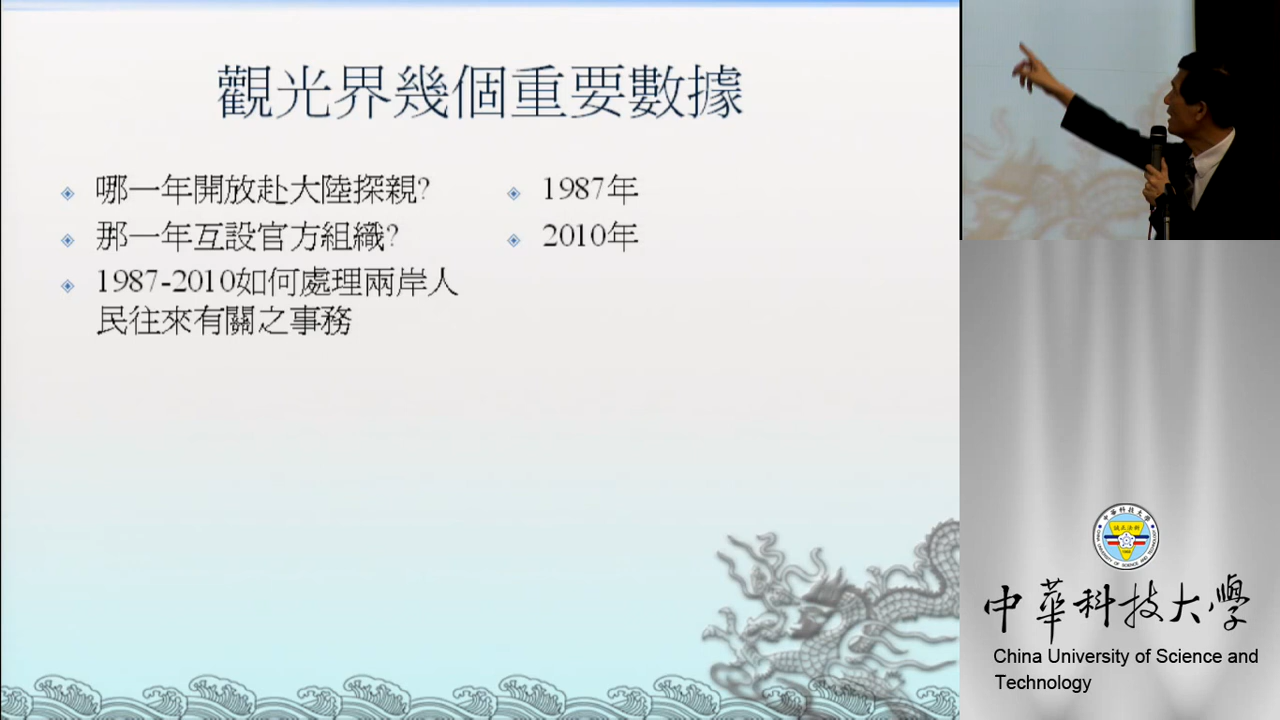 觀光界幾個重要數據
哪一年開放赴大陸探親?
那一年互設官方組織?
1987-2010如何處理兩岸人
民往來有關之事務
1987年
2010年
中華科技大學
China University of Science and
Technology